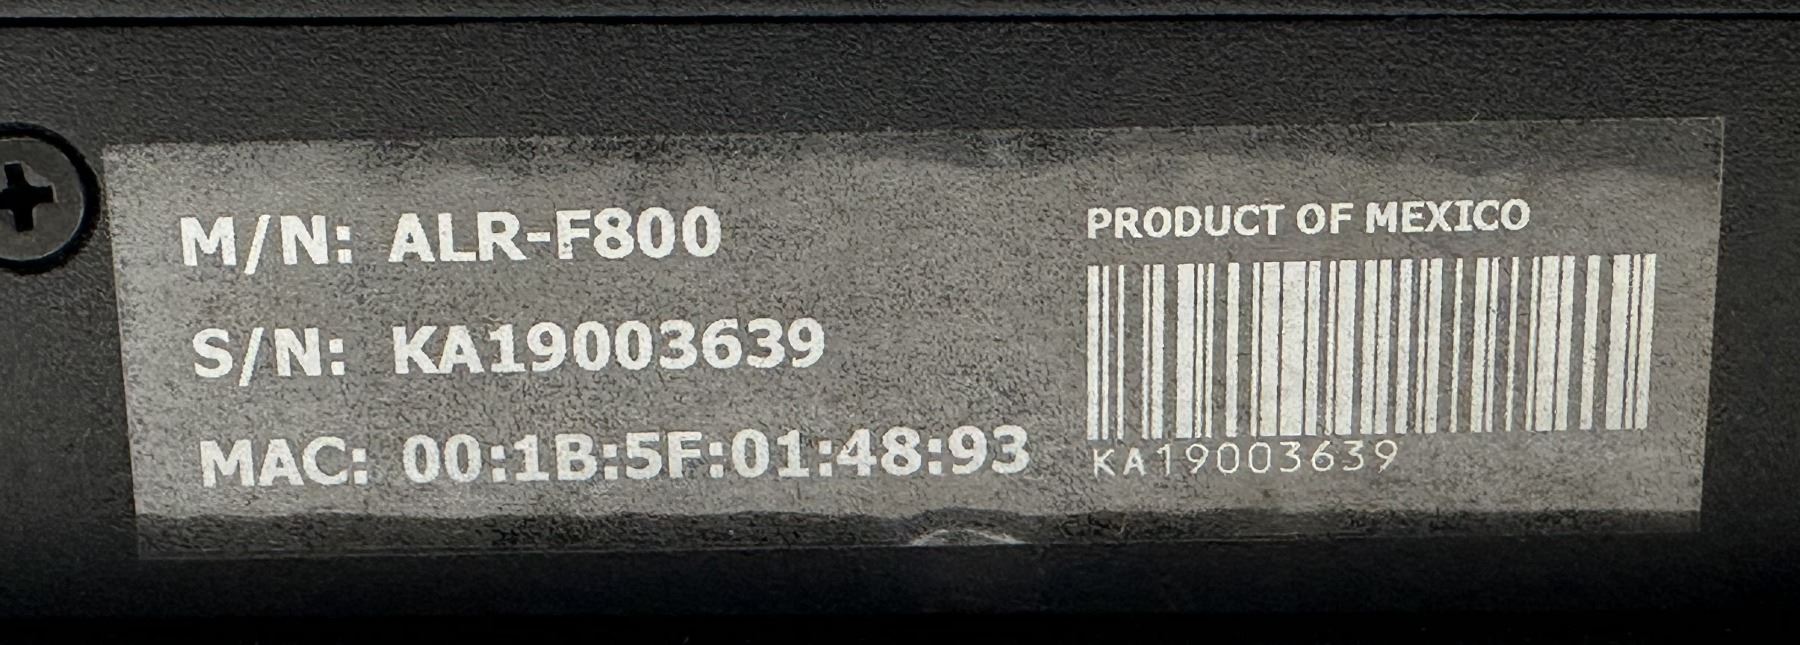 M/N: ALR-F800
S/N: KA19003639
MAC: 00:1B:5F:01:48:93
PRODUCT OF MEXICO
KA19003639